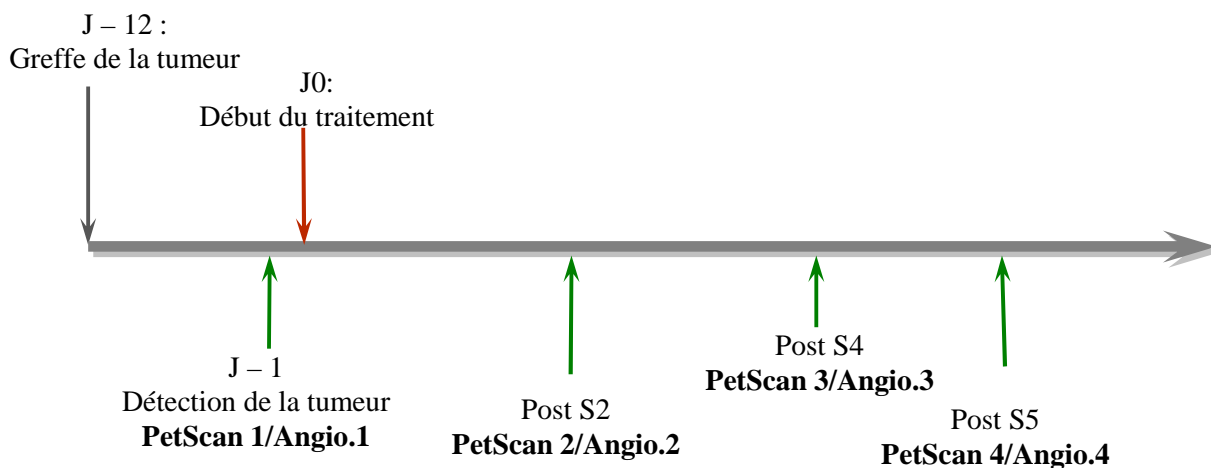 J – 12 :
Greffe de la tumeur
J0:
Début du traitement
J – 1
Détection de la tumeur
PetScan 1/Angio.1
Post S2
PetScan 2/Angio.2
Post S4
PetScan 3/Angio.3
Post S5
PetScan 4/Angio.4